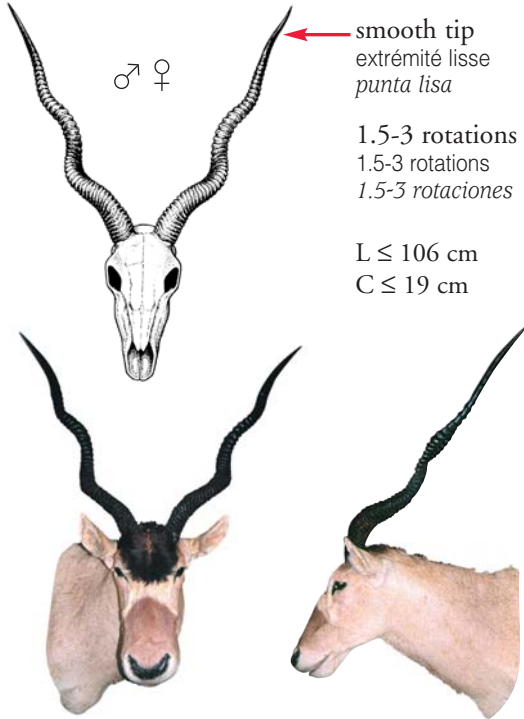 ♂ ♀
smooth tip
extrémité lisse
punta lisa
1.5-3 rotations
1.5-3 rotations
1.5-3 rotaciones
L ≤ 106 cm
C ≤ 19 cm